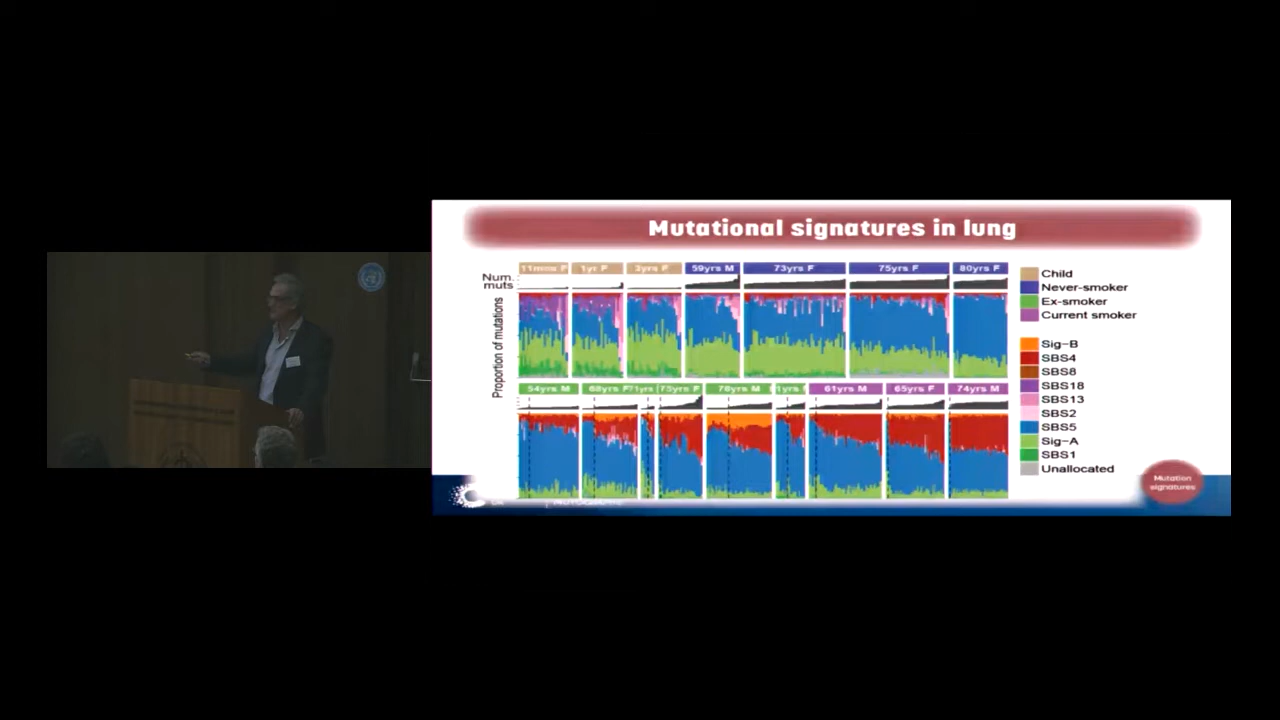 Mutational signatures in lung
11mns F 1yr F 3yrs F 59yrs M 73yrs F 75yrs F 80yrs F
Num.
muts
Proportion of mutations
54yrs M 68yrs F 71yrs 75yrs F 78yrs M 61yrs M 65yrs F 74yrs M
Child
Never-smoker
Ex-smoker
Current smoker
Sig-B
SBS4
SBS8
SBS18
SBS13
SBS2
SBS5
Sig-A
SBS1
Unallocated
Mutation
signatures